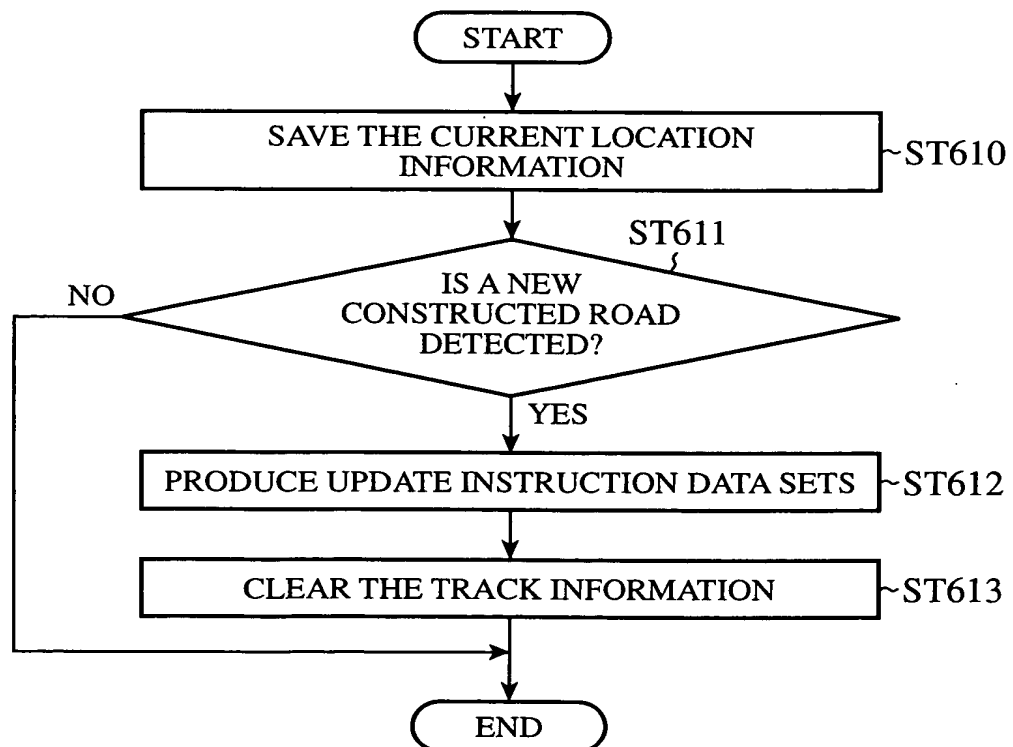 START
SAVE THE CURRENT LOCATION
INFORMATION
ST610
ST611
IS A NEW
CONSTRUCTED ROAD
DETECTED?
NO
YES
PRODUCE UPDATE INSTRUCTION DATA SETS
ST612
CLEAR THE TRACK INFORMATION
ST613
END